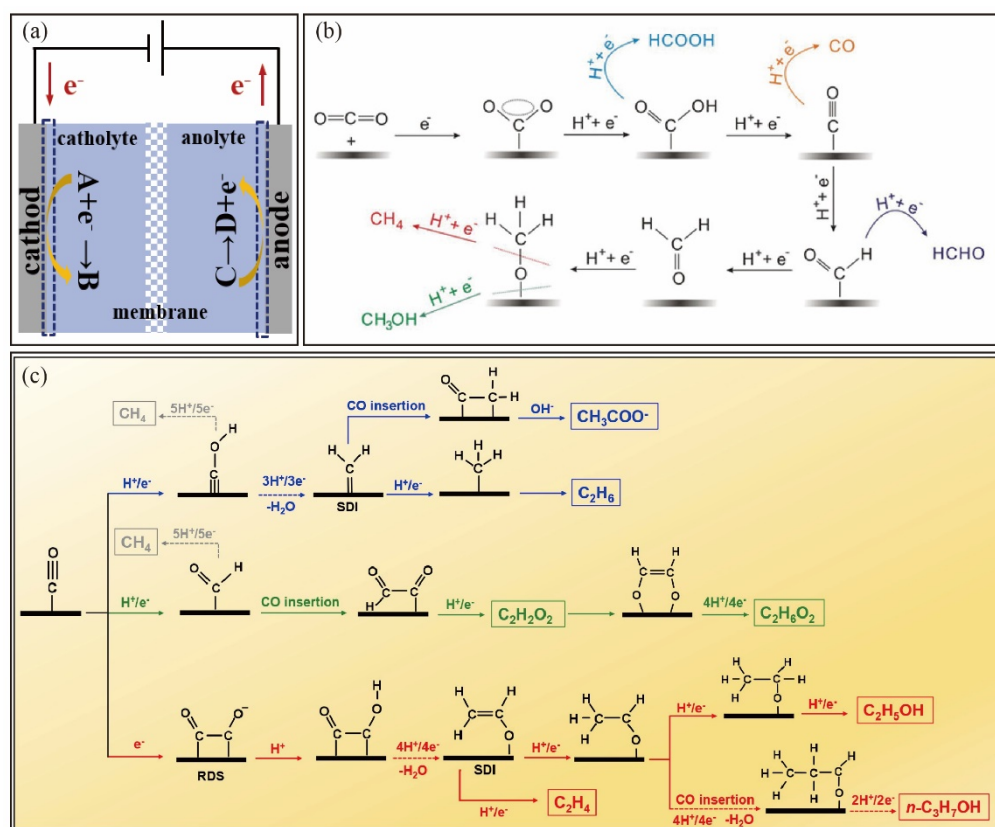 (a)
e⁻
e⁻
catholyte
anolyte
cathod
A+e⁻→B
C→D+e⁻
anode
membrane
(b)
HCOOH
CO
H⁺+ e⁻
H⁺+ e⁻
O=C=O
+
e⁻
O O
C
H⁺+ e⁻
O OH
C
H⁺+ e⁻
O
C
H⁺+ e⁻
H⁺+ e⁻
HCHO
O H
C
H⁺+ e⁻
H H
C
O
H⁺+ e⁻
H
H H
C
O
CH₄
H⁺+ e⁻
CH₃OH
H⁺+ e⁻
(c)
CH₄
5H⁺/5e⁻
H
O
C
H⁺/e⁻
3H⁺/3e⁻
-H₂O
H H
C
SDI
CO insertion
O H
C C H
OH⁻
CH₃COO⁻
H⁺/e⁻
H
H H
C
C₂H₆
CH₄
5H⁺/5e⁻
O
C
H⁺/e⁻
O H
C
CO insertion
O O
C C
H
H⁺/e⁻
C₂H₂O₂
H H
C C
O O
4H⁺/4e⁻
C₂H₆O₂
e⁻
O O⁻
C C
RDS
H⁺
H
O O
C C
4H⁺/4e⁻
-H₂O
H H
C C
H O
SDI
H⁺/e⁻
C₂H₄
H⁺/e⁻
H
H C C H
H O
H⁺/e⁻
H H H
H C C
H O
H⁺/e⁻
C₂H₅OH
CO insertion
4H⁺/4e⁻ -H₂O
H H
H C C C H
H H O
2H⁺/2e⁻
n-C₃H₇OH